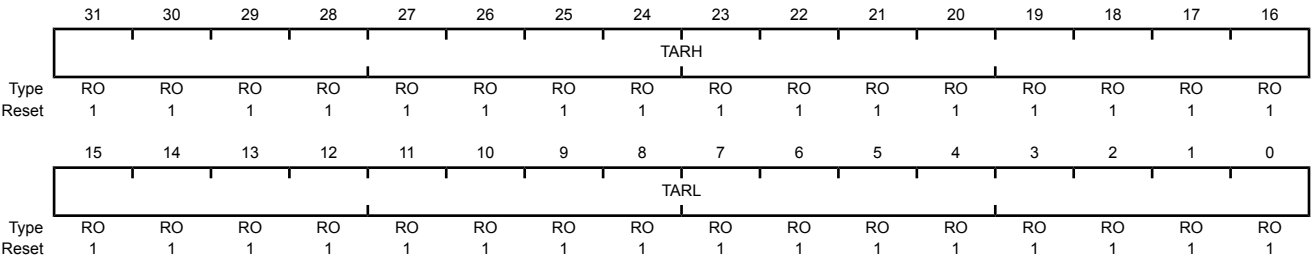 31 30 29 28 27 26 25 24 23 22 21 20 19 18 17 16
TARH
Type RO RO RO RO RO RO RO RO RO RO RO RO RO RO RO RO
Reset 1 1 1 1 1 1 1 1 1 1 1 1 1 1 1 1
15 14 13 12 11 10 9 8 7 6 5 4 3 2 1 0
TARL
Type RO RO RO RO RO RO RO RO RO RO RO RO RO RO RO RO
Reset 1 1 1 1 1 1 1 1 1 1 1 1 1 1 1 1